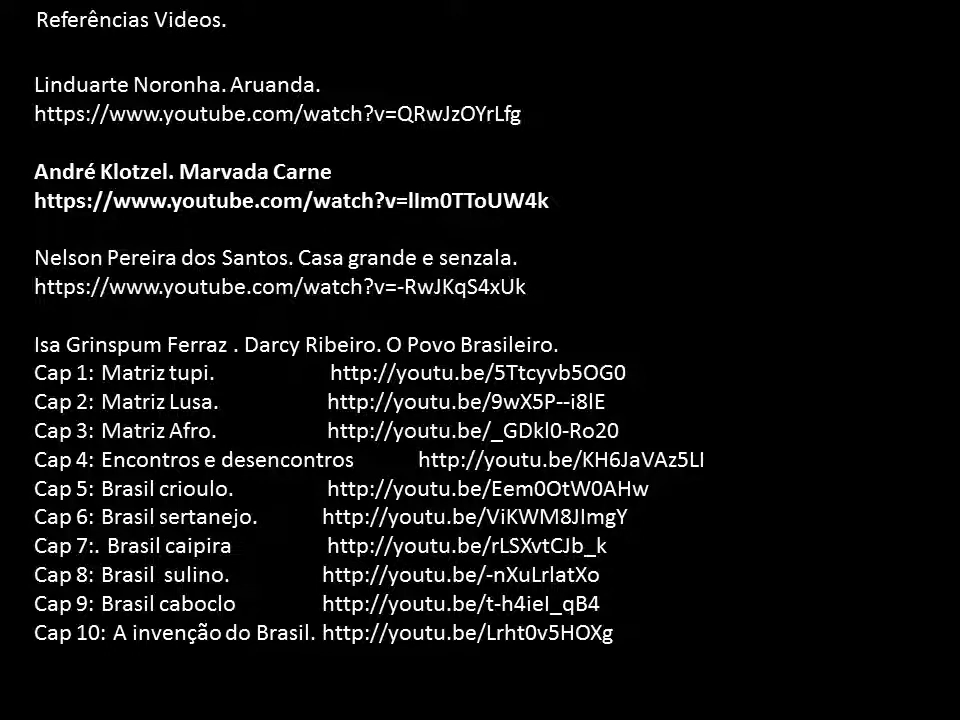 Referências Videos.
Linduarte Noronha. Aruanda.
https://www.youtube.com/watch?v=QRwJzOYrLfg
André Klotzel. Marvada Carne
https://www.youtube.com/watch?v=lIm0TToUW4k
Nelson Pereira dos Santos. Casa grande e senzala.
https://www.youtube.com/watch?v=-RwJKqS4xUk
Isa Grinspum Ferraz . Darcy Ribeiro. O Povo Brasileiro.
Cap 1: Matriz tupi. http://youtu.be/5Ttcyvb5OG0
Cap 2: Matriz Lusa. http://youtu.be/9wX5P--i8lE
Cap 3: Matriz Afro. http://youtu.be/_GDkl0-Ro20
Cap 4: Encontros e desencontros http://youtu.be/KH6JaVAz5LI
Cap 5: Brasil crioulo. http://youtu.be/Eem0OtW0AHw
Cap 6: Brasil sertanejo. http://youtu.be/ViKWM8JImgY
Cap 7:. Brasil caipira http://youtu.be/rLSXvtCJb_k
Cap 8: Brasil sulino. http://youtu.be/-nXuLrlatXo
Cap 9: Brasil caboclo http://youtu.be/t-h4ieI_qB4
Cap 10: A invenção do Brasil. http://youtu.be/Lrht0v5HOXg